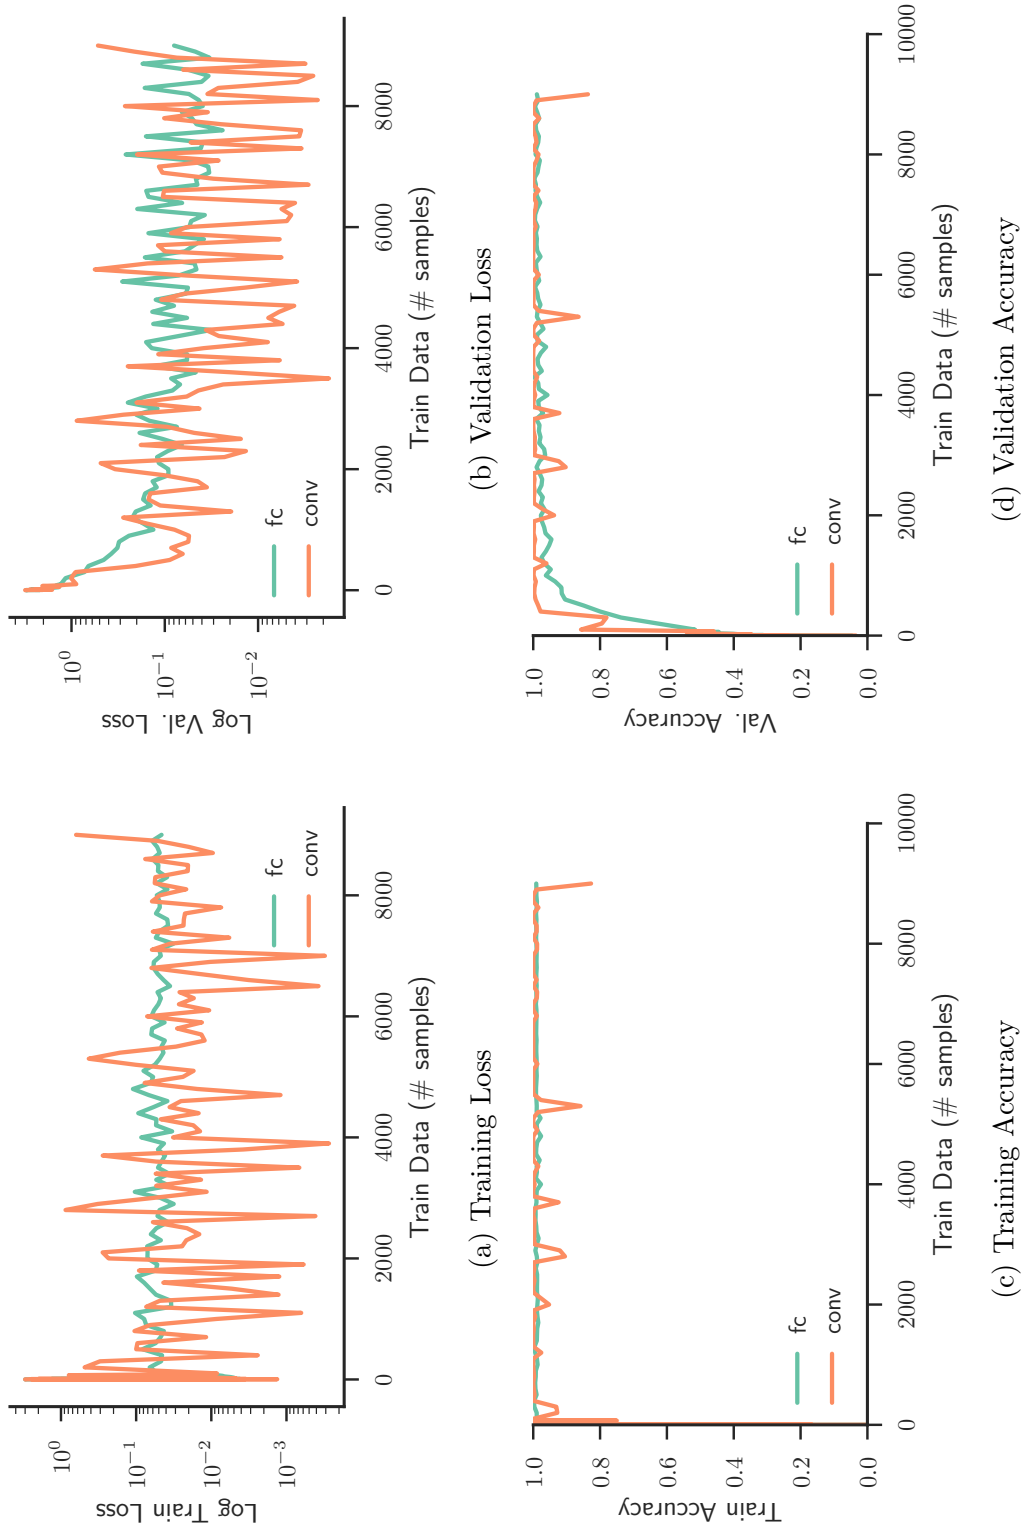 10⁰
10⁻¹
10⁻²
10⁻³
Log Train Loss
0
2000
4000
6000
8000
Train Data (# samples)
fc
conv
(a) Training Loss
10⁰
10⁻¹
10⁻²
Log Val. Loss
0
2000
4000
6000
8000
Train Data (# samples)
fc
conv
(b) Validation Loss
1.0
0.8
0.6
0.4
0.2
0.0
Train Accuracy
0
2000
4000
6000
8000
10000
Train Data (# samples)
fc
conv
(c) Training Accuracy
1.0
0.8
0.6
0.4
0.2
0.0
Val. Accuracy
0
2000
4000
6000
8000
10000
Train Data (# samples)
fc
conv
(d) Validation Accuracy